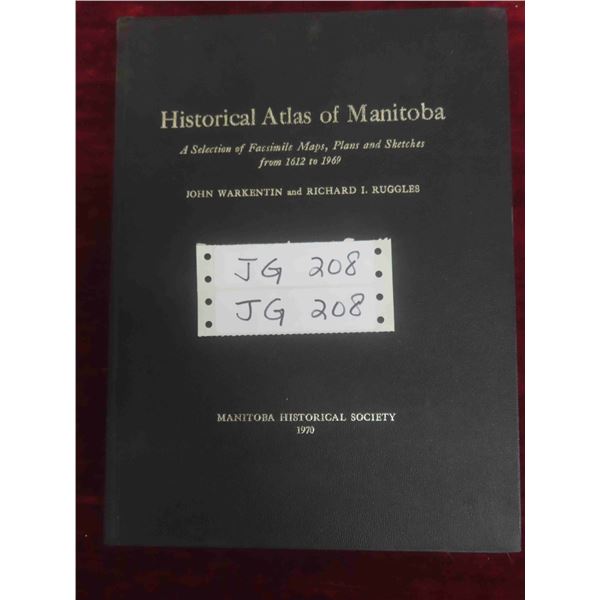 Historical Atlas of Manitoba
A Selection of Facsimile Maps, Plans and Sketches
from 1612 to 1969
JOHN WARKENTIN and RICHARD I. RUGGLES
JG 208
JG 208
MANITOBA HISTORICAL SOCIETY
1970